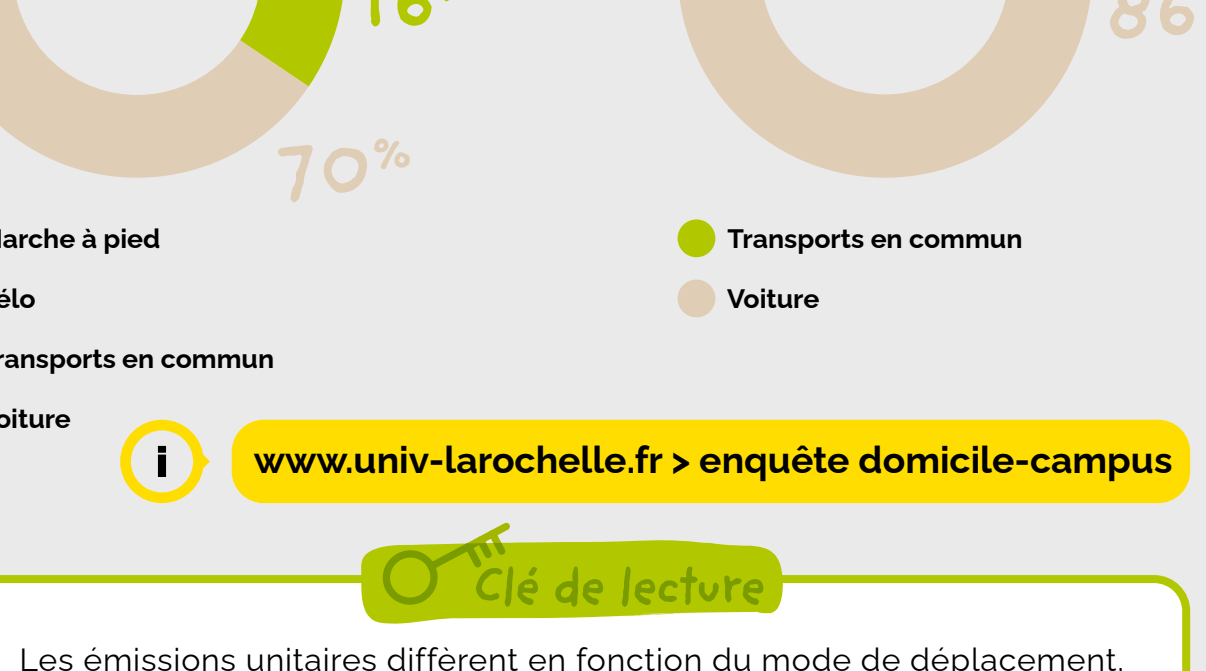 70%
86
arche à pied
élo
ransports en commun
oiture
Transports en commun
Voiture
i
www.univ-larochelle.fr > enquête domicile-campus
Clé de lecture
Les émissions unitaires diffèrent en fonction du mode de déplacement.